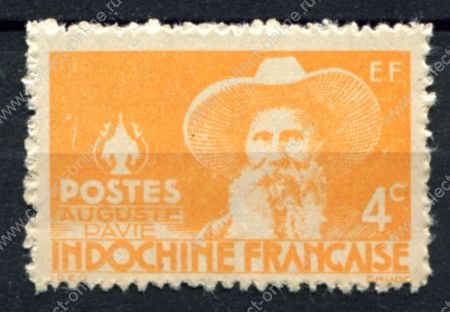 E.F.
POSTES
AUGUSTE
PAVIE
4c
INDOCHINE FRANÇAISE